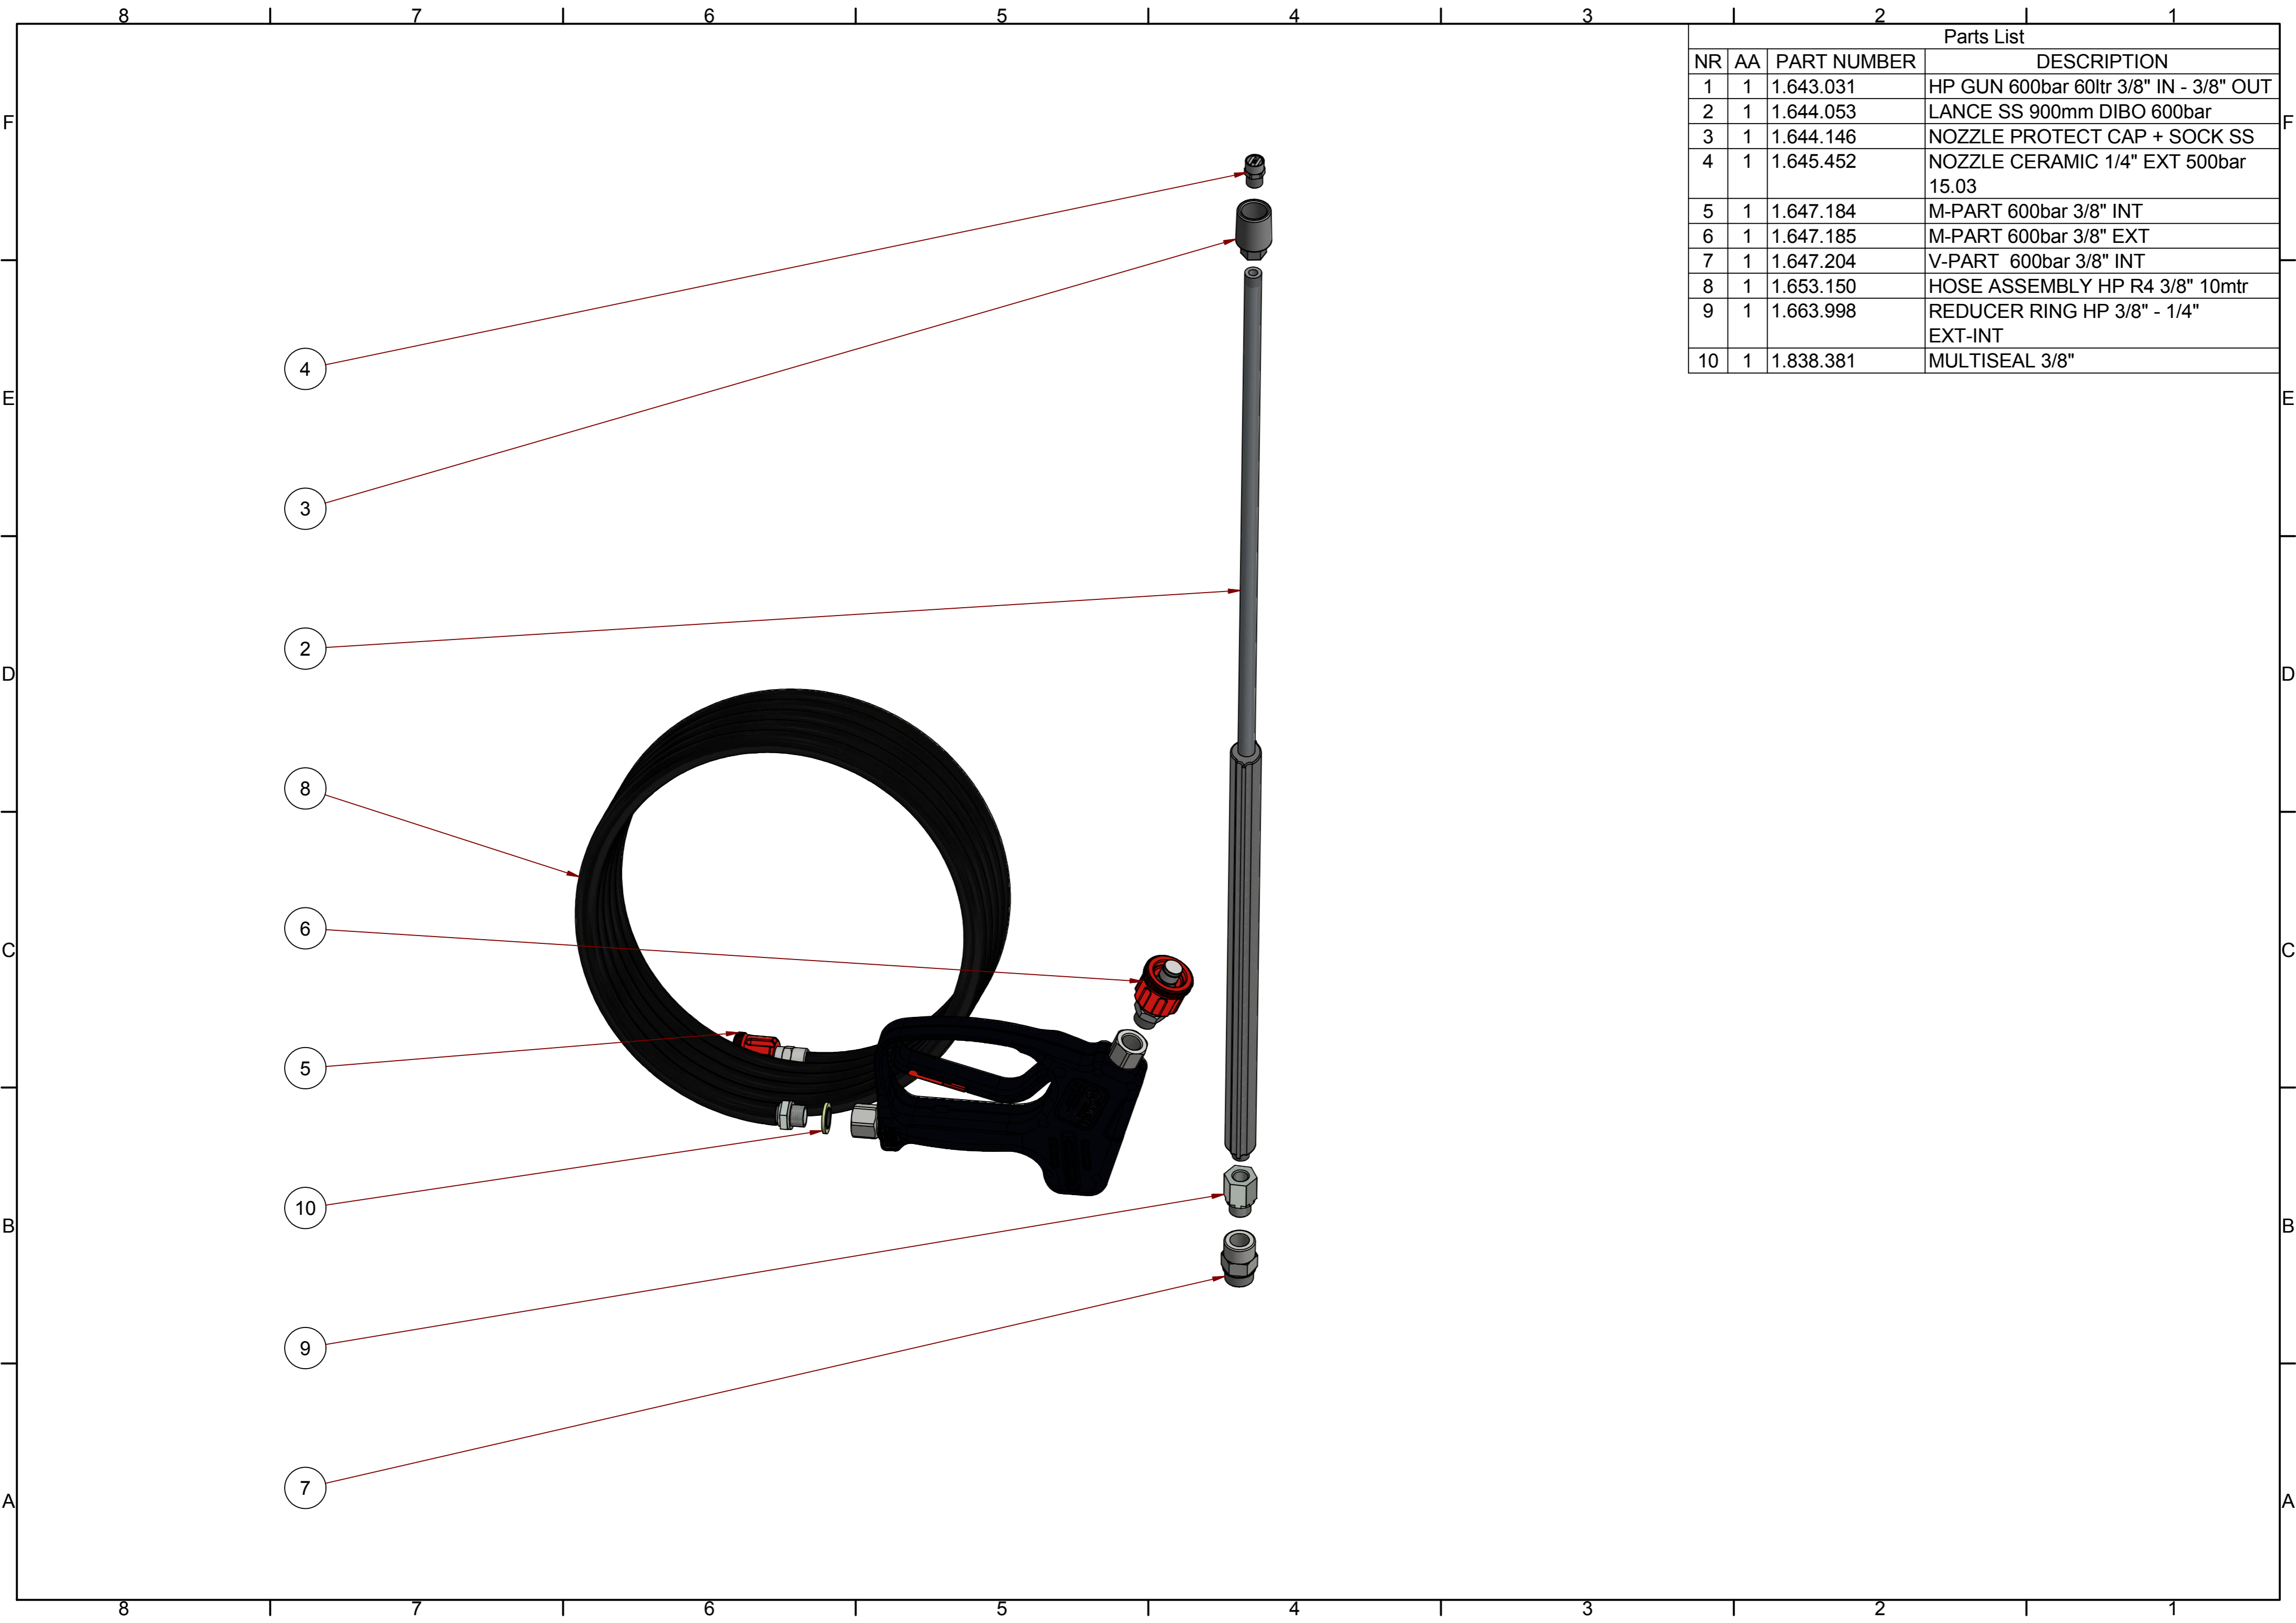 8 7 6 5 4 3 2 1
Parts List
NR AA PART NUMBER DESCRIPTION
1 1 1.643.031 HP GUN 600bar 60ltr 3/8" IN - 3/8" OUT
2 1 1.644.053 LANCE SS 900mm DIBO 600bar
3 1 1.644.146 NOZZLE PROTECT CAP + SOCK SS
4 1 1.645.452 NOZZLE CERAMIC 1/4" EXT 500bar
15.03
5 1 1.647.184 M-PART 600bar 3/8" INT
6 1 1.647.185 M-PART 600bar 3/8" EXT
7 1 1.647.204 V-PART  600bar 3/8" INT
8 1 1.653.150 HOSE ASSEMBLY HP R4 3/8" 10mtr
9 1 1.663.998 REDUCER RING HP 3/8" - 1/4"
EXT-INT
10 1 1.838.381 MULTISEAL 3/8"
F F
4
E E
3
2
D D
8
6
C C
5
10
B B
9
7
A A
8 7 6 5 4 3 2 1